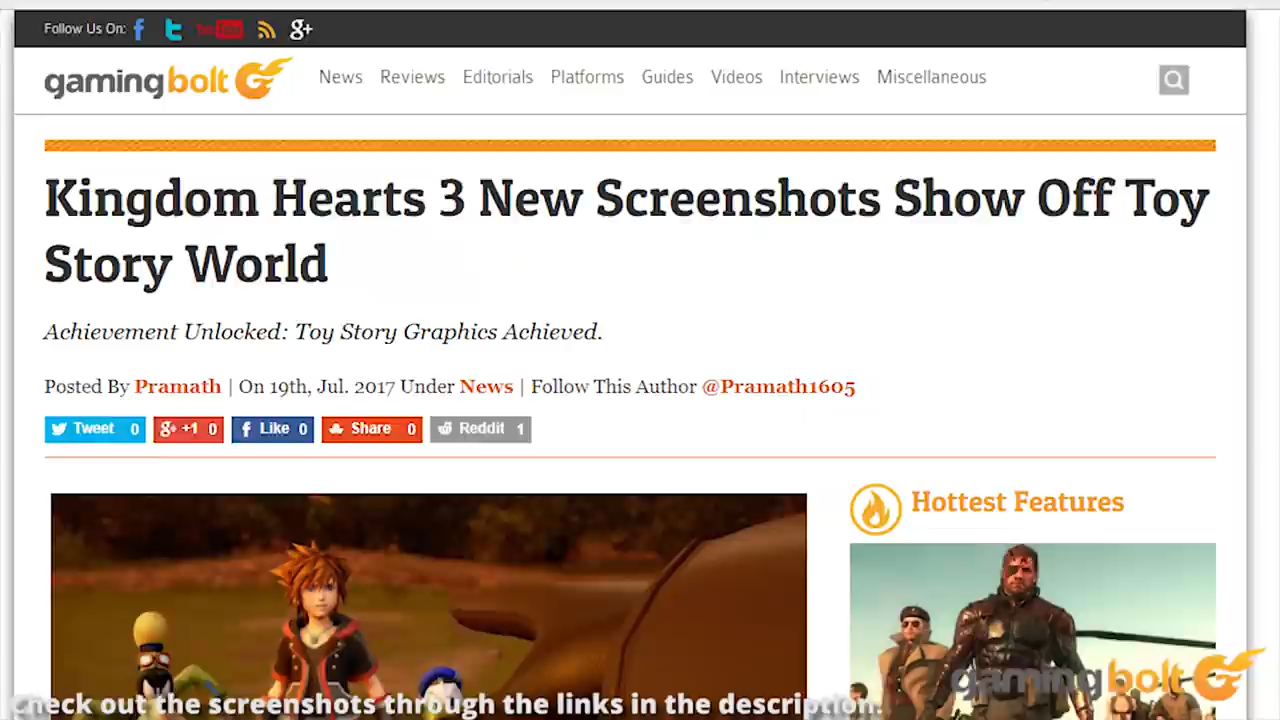 Follow Us On:
You Tube
g+
gamingbolt
News Reviews Editorials Platforms Guides Videos Interviews Miscellaneous
Kingdom Hearts 3 New Screenshots Show Off Toy
Story World
Achievement Unlocked: Toy Story Graphics Achieved.
Posted By Pramath | On 19th, Jul. 2017 Under News | Follow This Author @Pramath1605
Tweet 0 g+ +1 0 Like 0 Share 0 Reddit 1
Hottest Features
gamingbolt
check out the screenshots through the links in the description!